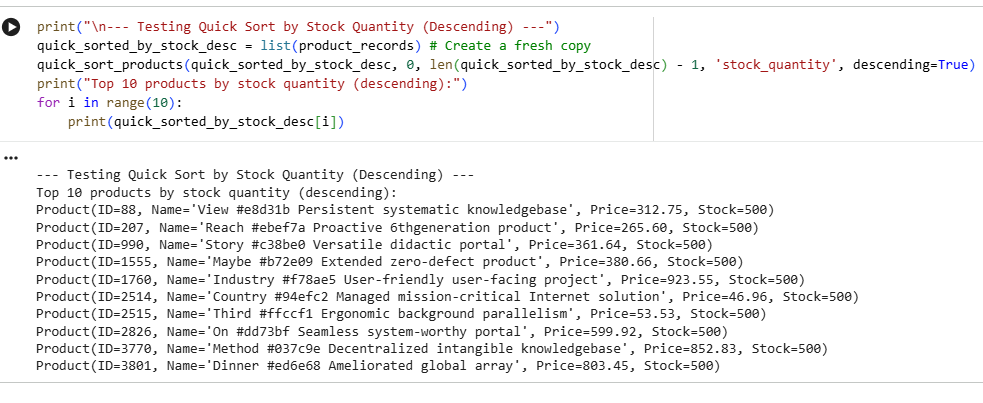 print("\n--- Testing Quick Sort by Stock Quantity (Descending) ---")
quick_sorted_by_stock_desc = list(product_records) # Create a fresh copy
quick_sort_products(quick_sorted_by_stock_desc, 0, len(quick_sorted_by_stock_desc) - 1, 'stock_quantity', descending=True)
print("Top 10 products by stock quantity (descending):")
for i in range(10):
    print(quick_sorted_by_stock_desc[i])
--- Testing Quick Sort by Stock Quantity (Descending) ---
Top 10 products by stock quantity (descending):
Product(ID=88, Name='View #e8d31b Persistent systematic knowledgebase', Price=312.75, Stock=500)
Product(ID=207, Name='Reach #ebef7a Proactive 6thgeneration product', Price=265.60, Stock=500)
Product(ID=990, Name='Story #c38be0 Versatile didactic portal', Price=361.64, Stock=500)
Product(ID=1555, Name='Maybe #b72e09 Extended zero-defect product', Price=380.66, Stock=500)
Product(ID=1760, Name='Industry #f78ae5 User-friendly user-facing project', Price=923.55, Stock=500)
Product(ID=2514, Name='Country #94efc2 Managed mission-critical Internet solution', Price=46.96, Stock=500)
Product(ID=2515, Name='Third #ffccf1 Ergonomic background parallelism', Price=53.53, Stock=500)
Product(ID=2826, Name='On #dd73bf Seamless system-worthy portal', Price=599.92, Stock=500)
Product(ID=3770, Name='Method #037c9e Decentralized intangible knowledgebase', Price=852.83, Stock=500)
Product(ID=3801, Name='Dinner #ed6e68 Ameliorated global array', Price=803.45, Stock=500)